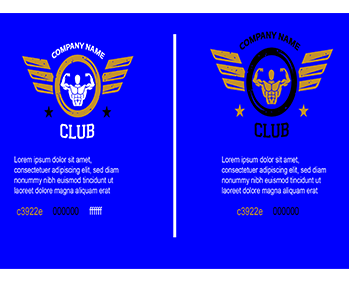 COMPANY NAME
CLUB
Lorem ipsum dolor sit amet,
consectetuer adipiscing elit, sed diam
nonummy nibh euismod tincidunt ut
laoreet dolore magna aliquam erat
c3922e 000000 ffffff
COMPANY NAME
CLUB
Lorem ipsum dolor sit amet,
consectetuer adipiscing elit, sed diam
nonummy nibh euismod tincidunt ut
laoreet dolore magna aliquam erat
c3922e 000000